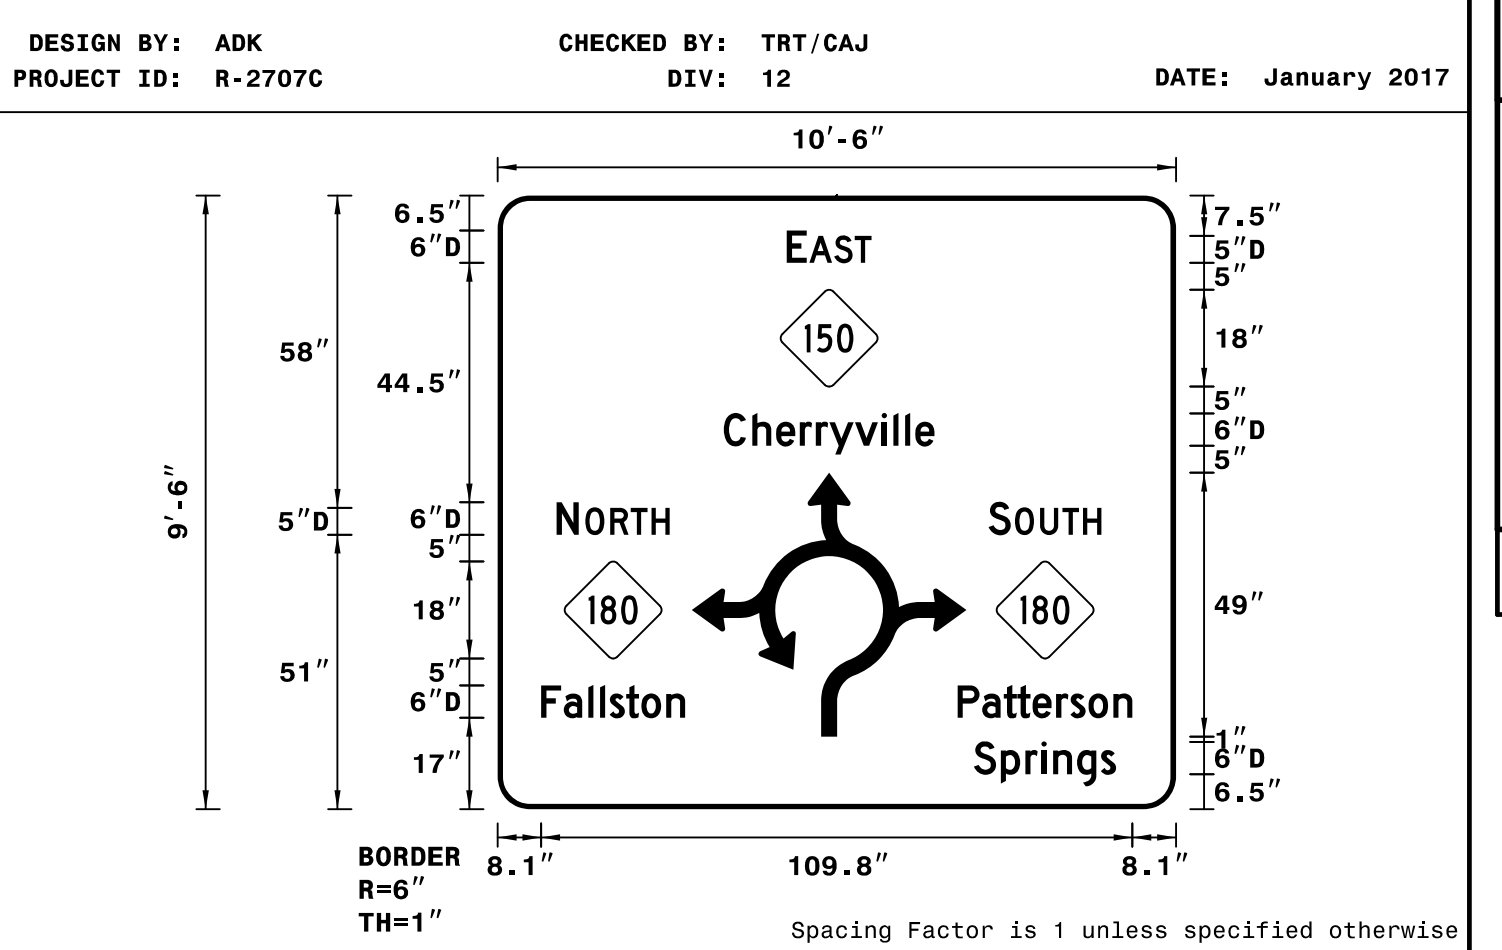 DESIGN BY: ADK
CHECKED BY: TRT/CAJ
PROJECT ID: R-2707C
DIV: 12
DATE: January 2017
10'-6"
6.5"
6"D
44.5"
6"D
5"
18"
5"
6"D
17"
58"
5"D
51"
9'-6"
EAST
150
Cherryville
NORTH
180
Fallston
SOUTH
180
Patterson
Springs
7.5"
5"D
5"
18"
5"
6"D
5"
49"
1"
6"D
6.5"
8.1"
109.8"
8.1"
BORDER
R=6"
TH=1"
Spacing Factor is 1 unless specified otherwise